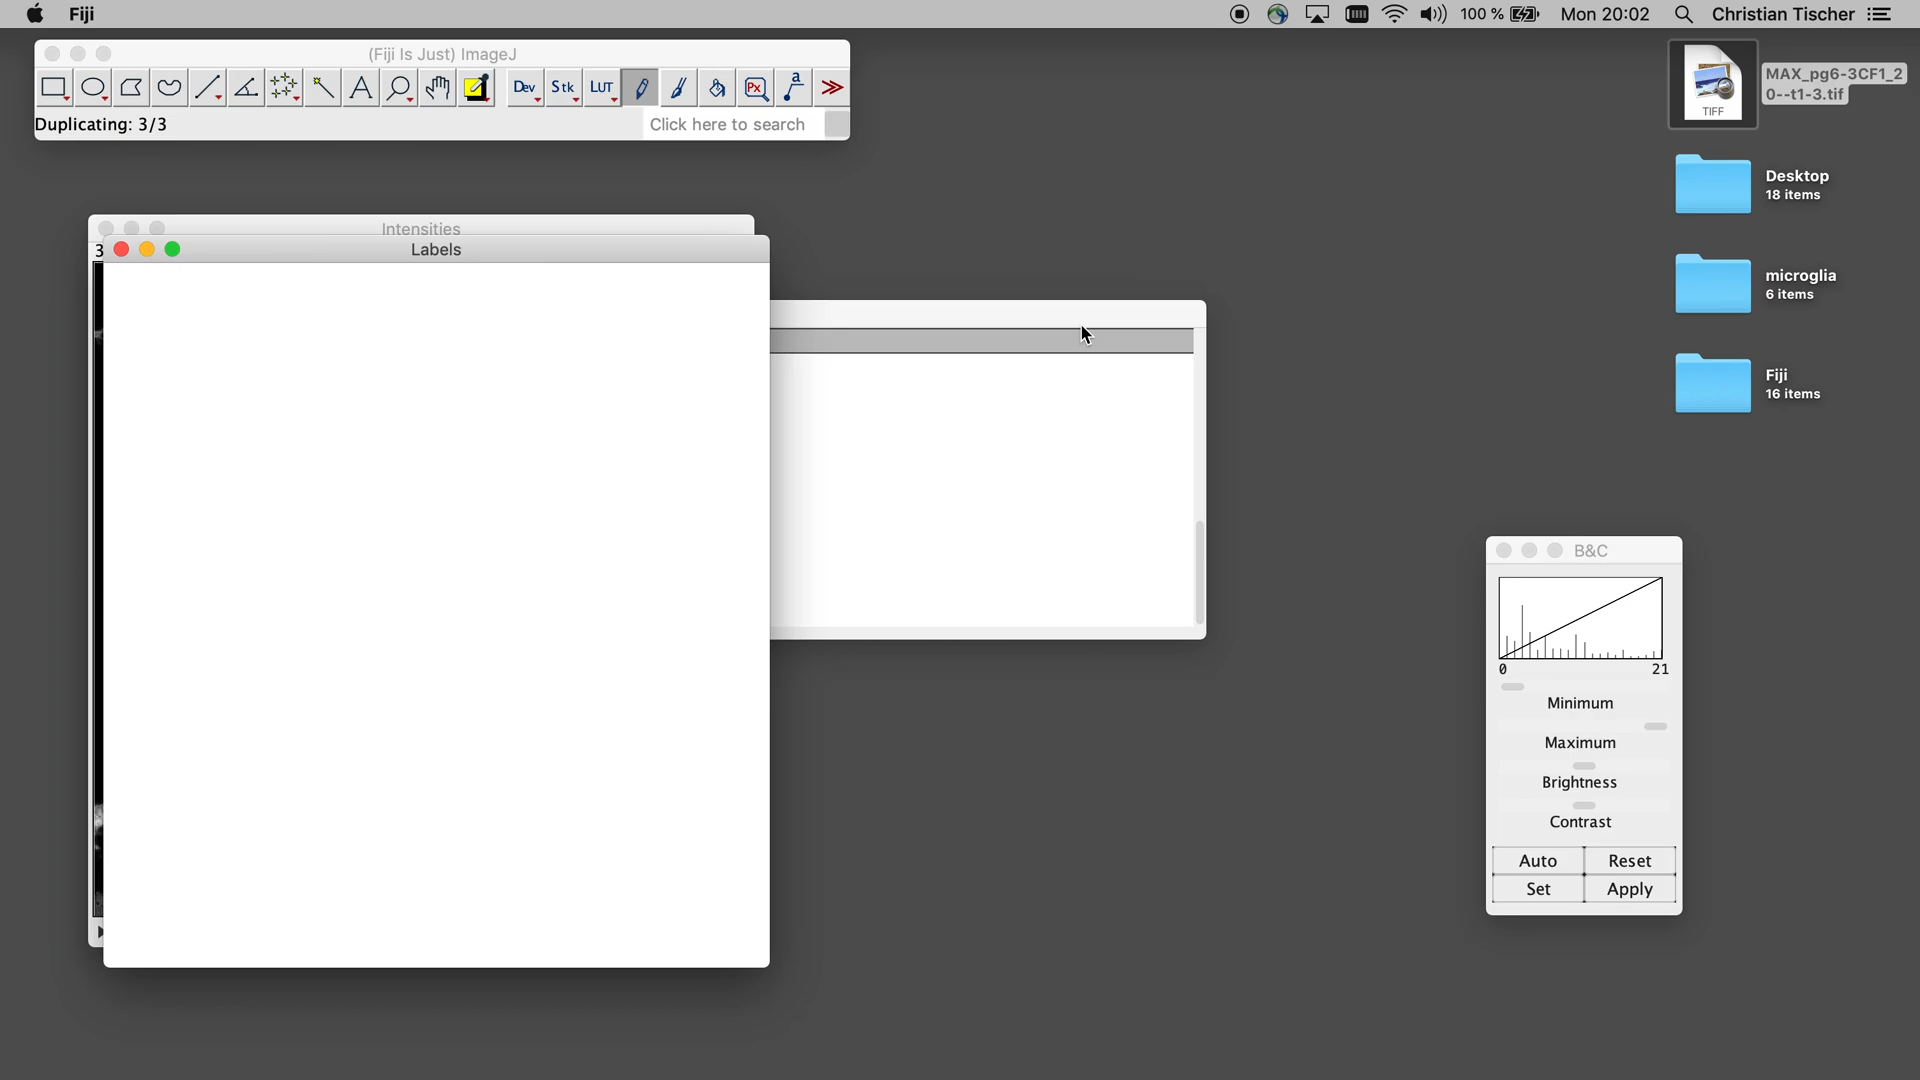 Fiji
100 %
Mon 20:02
Christian Tischer
(Fiji Is Just) ImageJ
A
Dev
Stk
LUT
Px
a
Duplicating: 3/3
Click here to search
Intensities
3
Labels
TIFF
MAX_pg6-3CF1_2
0--t1-3.tif
Desktop
18 items
microglia
6 items
Fiji
16 items
B&C
0
21
Minimum
Maximum
Brightness
Contrast
Auto
Reset
Set
Apply